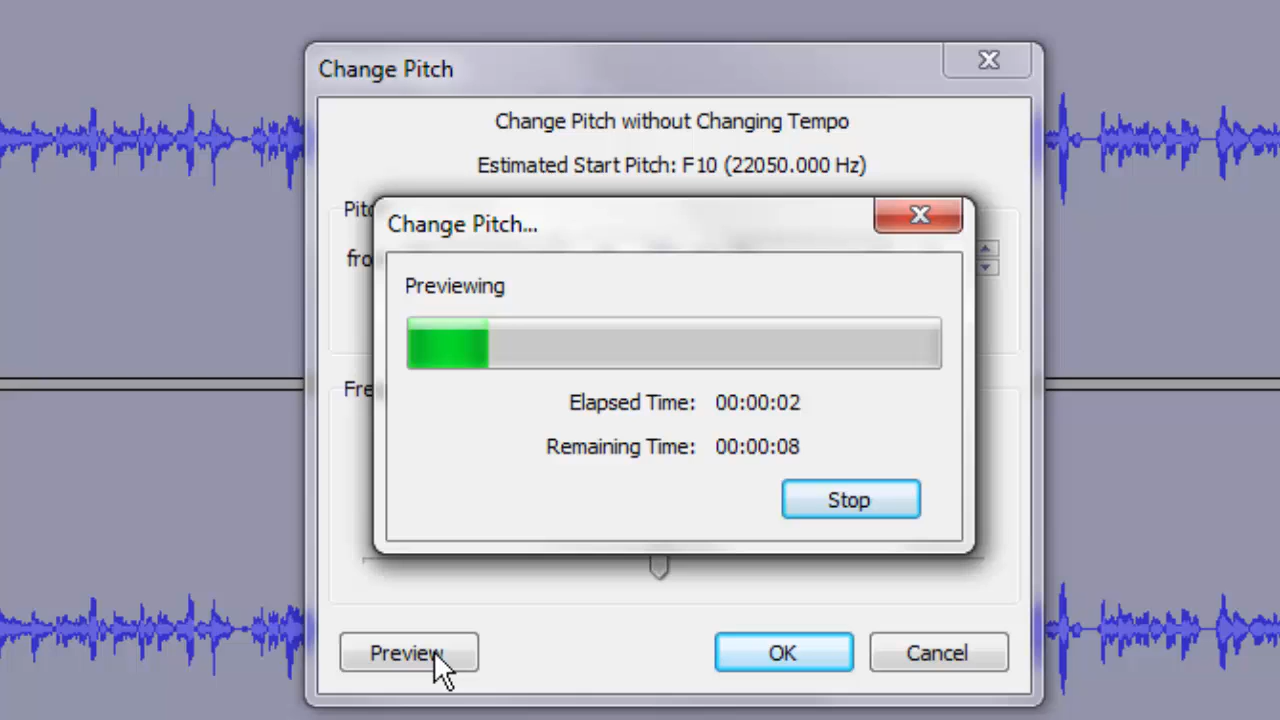 Change Pitch
Change Pitch without Changing Tempo
Estimated Start Pitch: F10 (22050.000 Hz)
Change Pitch...
Previewing
Elapsed Time: 00:00:02
Remaining Time: 00:00:08
Stop
Preview
OK
Cancel